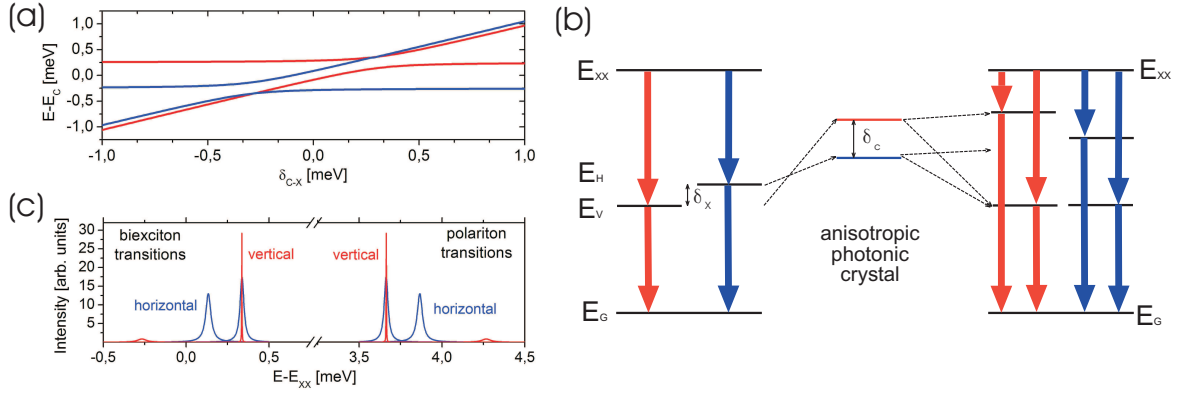 (a)
1,0
0,5
0,0
-0,5
-1,0
E-E_C [meV]
-1,0 -0,5 0,0 0,5 1,0
δ_C-X [meV]
(b)
E_XX
E_H
E_V
E_G
δ_X
δ_C
anisotropic
photonic
crystal
E_XX
E_G
(c)
30
25
20
15
10
5
Intensity [arb. units]
biexciton
transitions
vertical
horizontal
vertical
polariton
transitions
horizontal
-0,5 0,0 0,5 3,5 4,0 4,5
E-E_XX [meV]